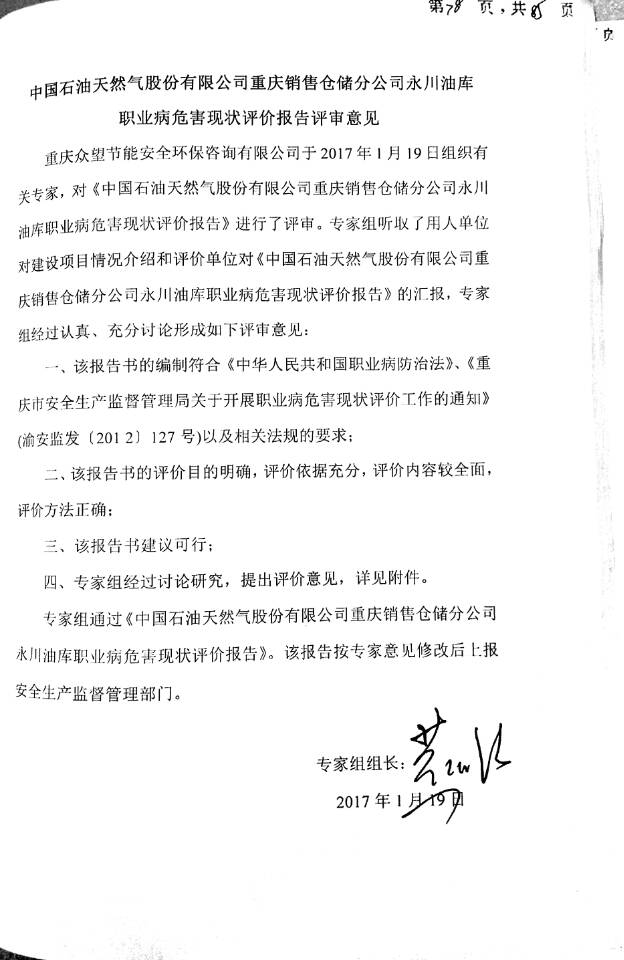 第78页，共85页
页
中国石油天然气股份有限公司重庆销售仓储分公司永川油库
职业病危害现状评价报告评审意见
重庆众望节能安全环保咨询有限公司于2017年1月19日组织有
关专家，对《中国石油天然气股份有限公司重庆销售仓储分公司永川
油库职业病危害现状评价报告》进行了评审。专家组听取了用人单位
对建设项目情况介绍和评价单位对《中国石油天然气股份有限公司重
庆销售仓储分公司永川油库职业病危害现状评价报告》的汇报，专家
组经过认真、充分讨论形成如下评审意见：
一、该报告书的编制符合《中华人民共和国职业病防治法》、《重
庆市安全生产监督管理局关于开展职业病危害现状评价工作的通知》
(渝安监发〔2012〕127号)以及相关法规的要求；
二、该报告书的评价目的明确，评价依据充分，评价内容较全面，
评价方法正确；
三、该报告书建议可行；
四、专家组经过讨论研究，提出评价意见，详见附件。
专家组通过《中国石油天然气股份有限公司重庆销售仓储分公司
永川油库职业病危害现状评价报告》。该报告按专家意见修改后上报
安全生产监督管理部门。
专家组组长：
2017年1月19日